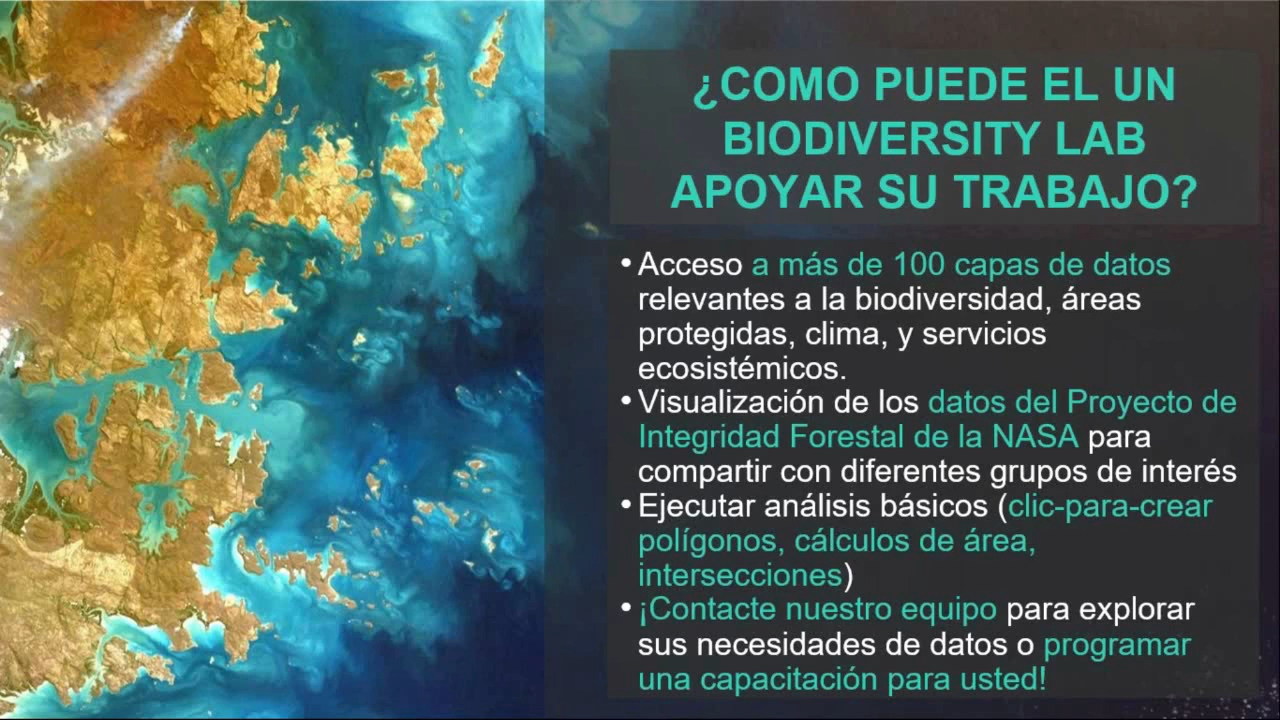 ¿COMO PUEDE EL UN
BIODIVERSITY LAB
APOYAR SU TRABAJO?
•Acceso a más de 100 capas de datos
relevantes a la biodiversidad, áreas
protegidas, clima, y servicios
ecosistémicos.
•Visualización de los datos del Proyecto de
Integridad Forestal de la NASA para
compartir con diferentes grupos de interés
•Ejecutar análisis básicos (clic-para-crear
polígonos, cálculos de área,
intersecciones)
•¡Contacte nuestro equipo para explorar
sus necesidades de datos o programar
una capacitación para usted!